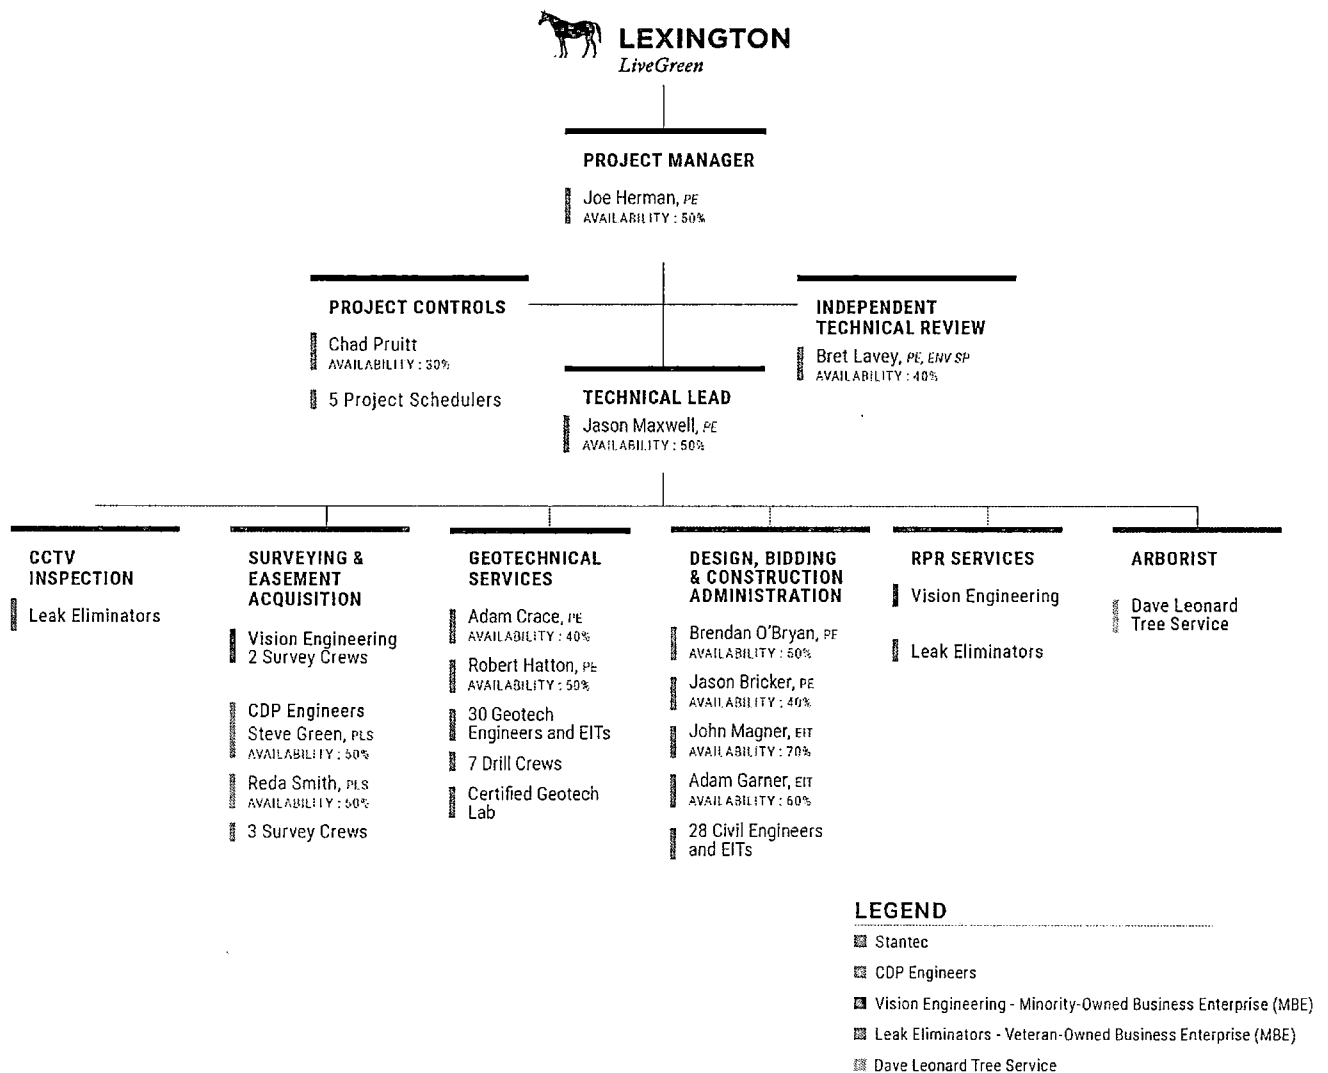 LEXINGTON
LiveGreen
PROJECT MANAGER
Joe Herman, PE
AVAILABILITY : 50%
PROJECT CONTROLS
Chad Pruitt
AVAILABILITY : 30%
5 Project Schedulers
INDEPENDENT
TECHNICAL REVIEW
Bret Lavey, PE, ENV SP
AVAILABILITY : 40%
TECHNICAL LEAD
Jason Maxwell, PE
AVAILABILITY : 50%
CCTV
INSPECTION
Leak Eliminators
SURVEYING &
EASEMENT
ACQUISITION
Vision Engineering
2 Survey Crews
CDP Engineers
Steve Green, PLS
AVAILABILITY : 50%
Reda Smith, PLS
AVAILABILITY : 50%
3 Survey Crews
GEOTECHNICAL
SERVICES
Adam Crace, PE
AVAILABILITY : 40%
Robert Hatton, PE
AVAILABILITY : 50%
30 Geotech
Engineers and EITs
7 Drill Crews
Certified Geotech
Lab
DESIGN, BIDDING
& CONSTRUCTION
ADMINISTRATION
Brendan O'Bryan, PE
AVAILABILITY : 50%
Jason Bricker, PE
AVAILABILITY : 40%
John Magner, EIT
AVAILABILITY : 70%
Adam Garner, EIT
AVAILABILITY : 60%
28 Civil Engineers
and EITs
RPR SERVICES
Vision Engineering
Leak Eliminators
ARBORIST
Dave Leonard
Tree Service
LEGEND
Stantec
CDP Engineers
Vision Engineering - Minority-Owned Business Enterprise (MBE)
Leak Eliminators - Veteran-Owned Business Enterprise (MBE)
Dave Leonard Tree Service